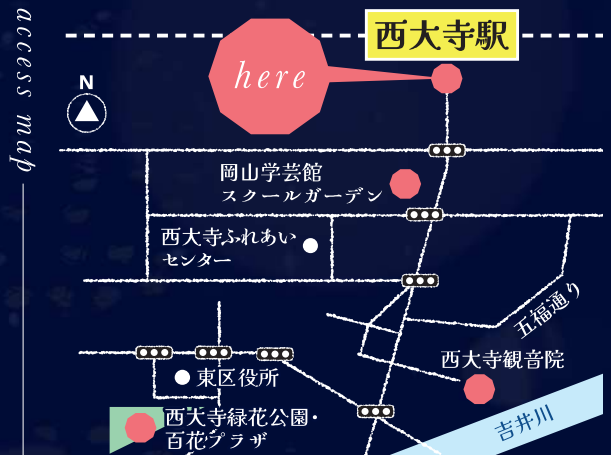 access map
西大寺駅
here
N
岡山学芸館
スクールガーデン
西大寺ふれあい
センター
五福通り
西大寺観音院
東区役所
西大寺緑花公園・
百花プラザ
吉井川